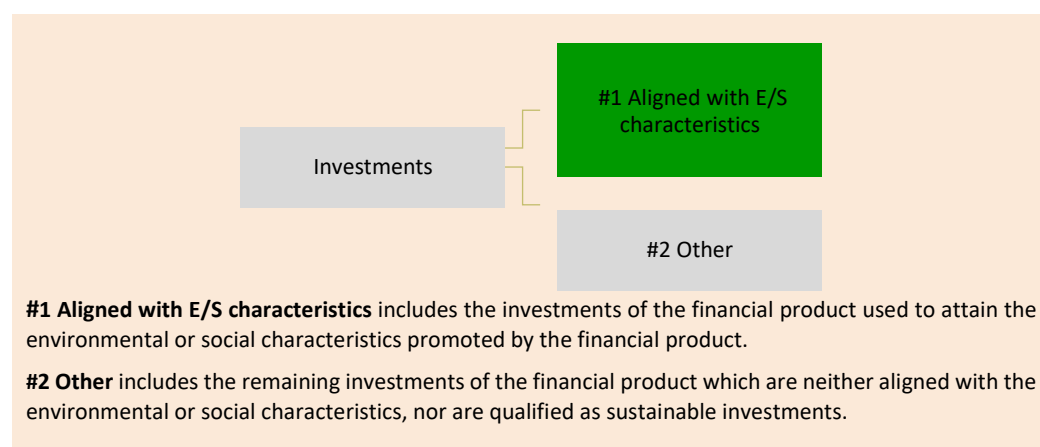 #1 Aligned with E/S
characteristics
Investments
#2 Other
#1 Aligned with E/S characteristics includes the investments of the financial product used to attain the
environmental or social characteristics promoted by the financial product.
#2 Other includes the remaining investments of the financial product which are neither aligned with the
environmental or social characteristics, nor are qualified as sustainable investments.